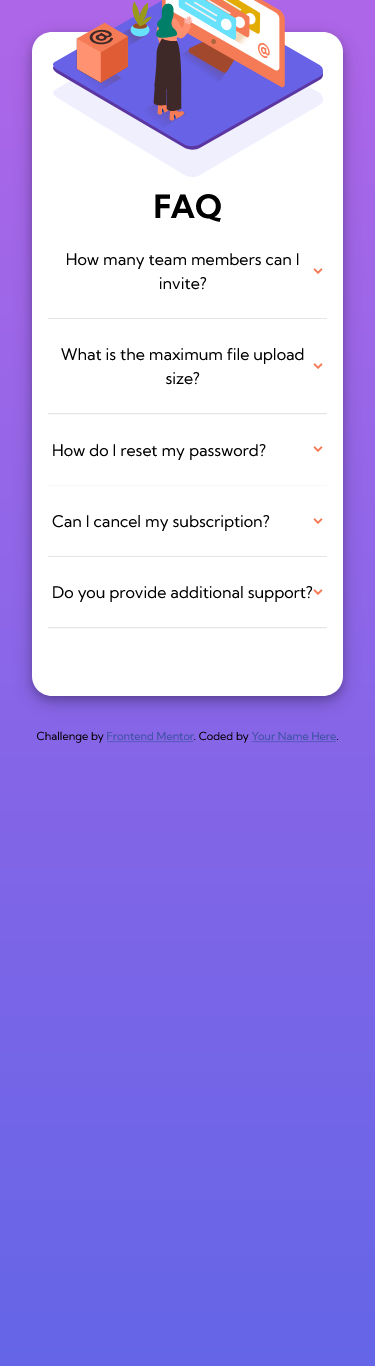 @
@
FAQ
How many team members can I
invite?
What is the maximum file upload
size?
How do I reset my password?
Can I cancel my subscription?
Do you provide additional support?
Challenge by Frontend Mentor. Coded by Your Name Here.